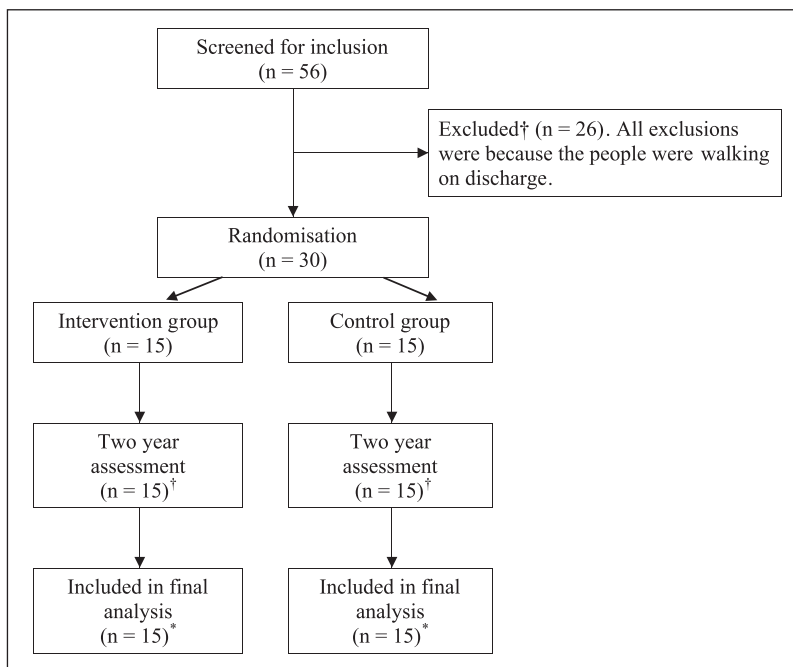 Screened for inclusion
(n = 56)
Excluded† (n = 26). All exclusions
were because the people were walking
on discharge.
Randomisation
(n = 30)
Intervention group
(n = 15)
Control group
(n = 15)
Two year
assessment
(n = 15)†
Two year
assessment
(n = 15)†
Included in final
analysis
(n = 15)*
Included in final
analysis
(n = 15)*